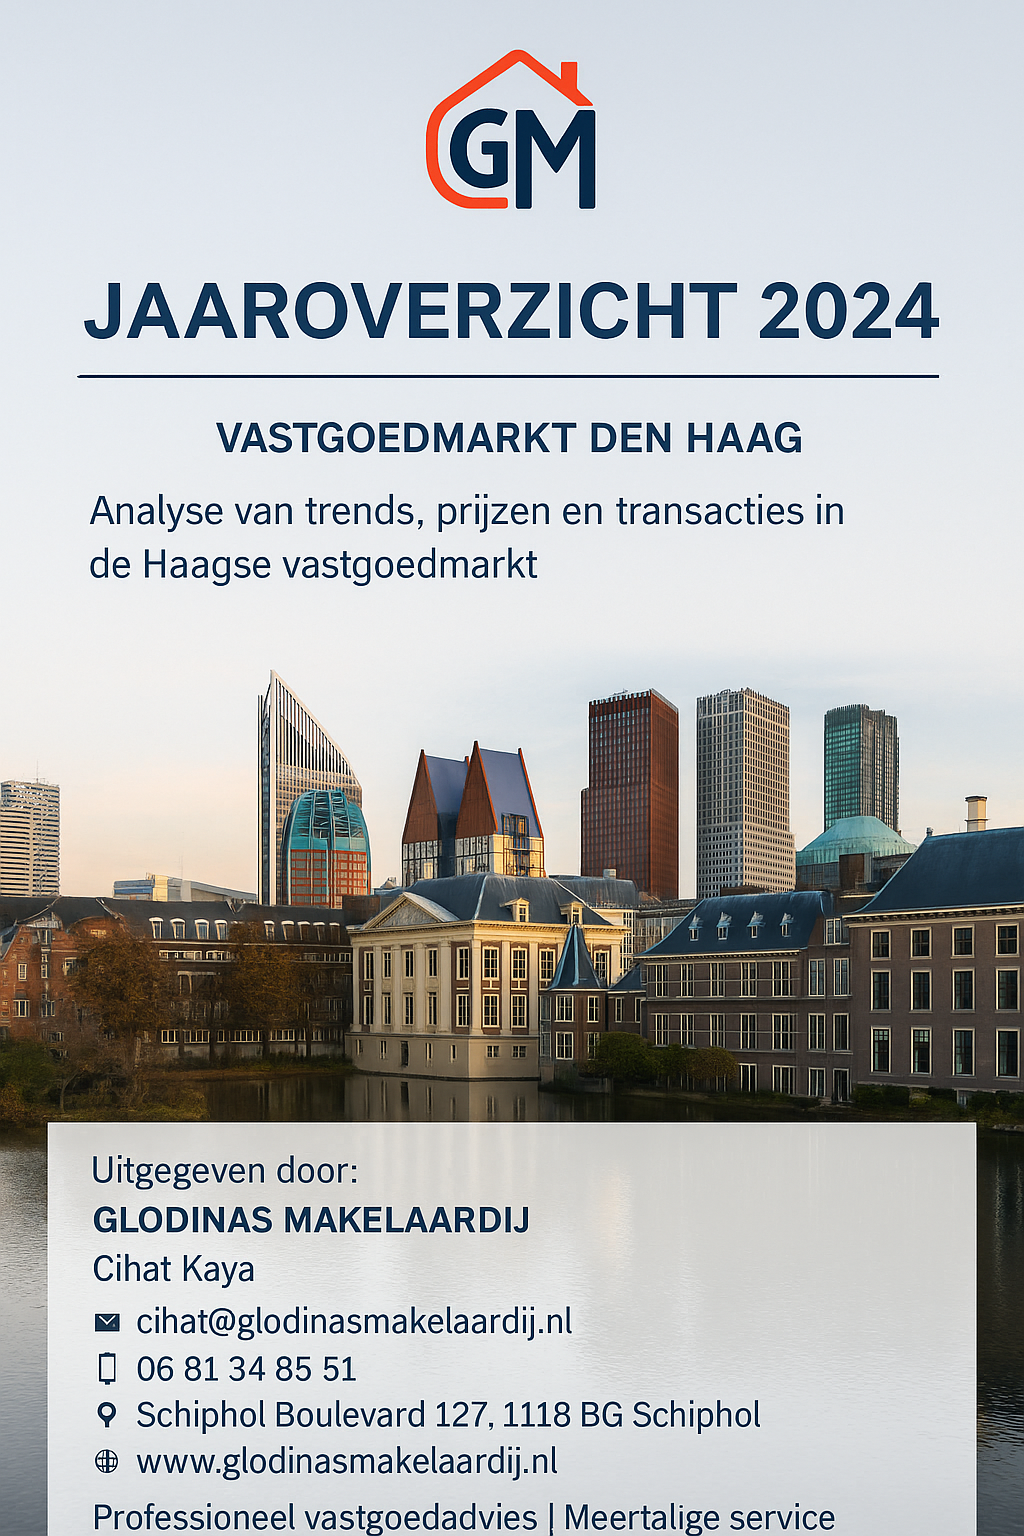 GM
JAAROVERZICHT 2024
VASTGOEDMARKT DEN HAAG
Analyse van trends, prijzen en transacties in
de Haagse vastgoedmarkt
Uitgegeven door:
GLODINAS MAKELAARDIJ
Cihat Kaya
cihat@glodinasmakelaardij.nl
06 81 34 85 51
Schiphol Boulevard 127, 1118 BG Schiphol
www.glodinasmakelaardij.nl
Professioneel vastgoedadvies | Meertalige service